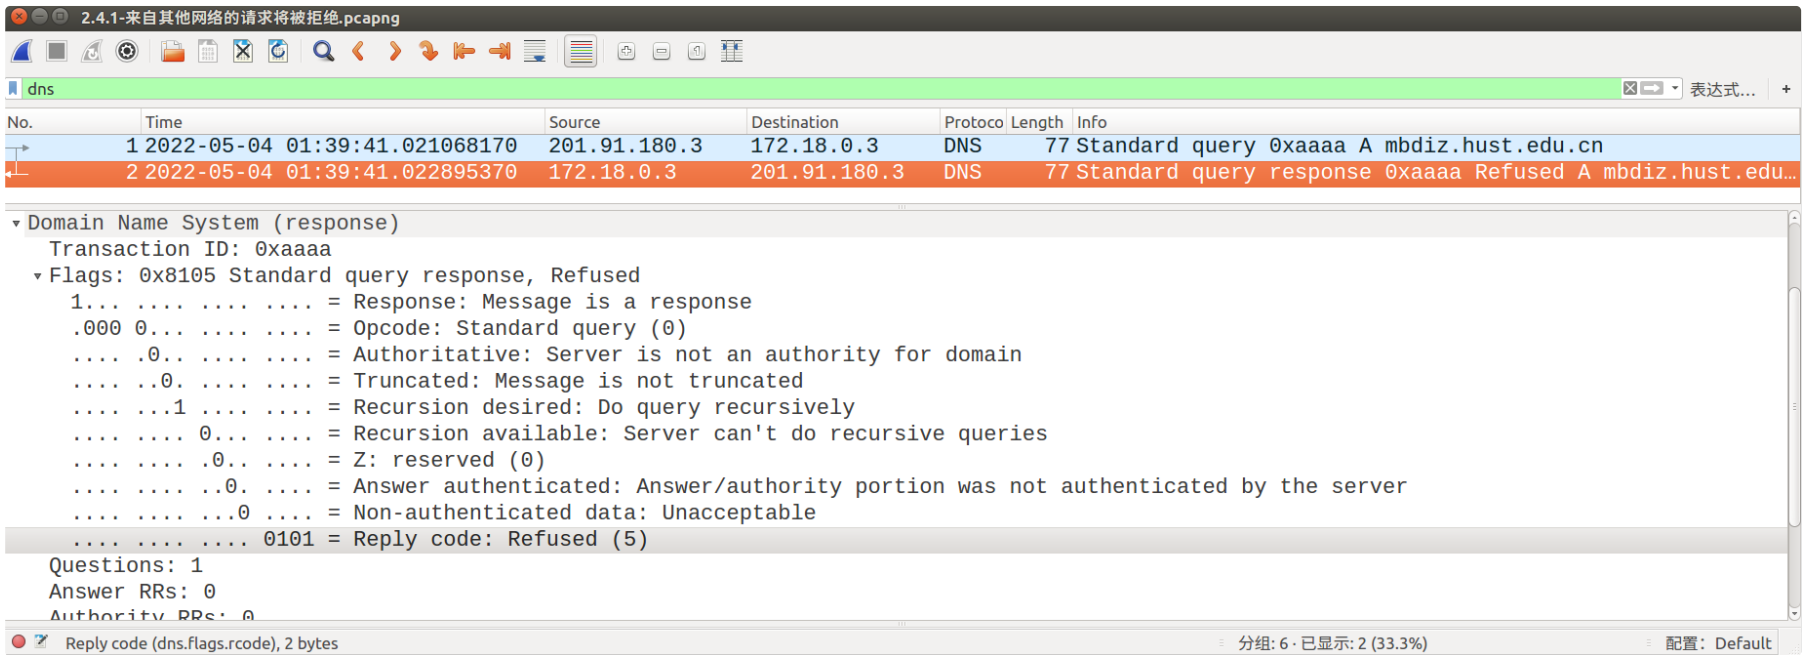 2.4.1-来自其他网络的请求将被拒绝.pcapng
dns 表达式… +
No. Time Source Destination Protoco Length Info
1 2022-05-04 01:39:41.021068170 201.91.180.3 172.18.0.3 DNS 77 Standard query 0xaaaa A mbdiz.hust.edu.cn
2 2022-05-04 01:39:41.022895370 172.18.0.3 201.91.180.3 DNS 77 Standard query response 0xaaaa Refused A mbdiz.hust.edu…
Domain Name System (response)
Transaction ID: 0xaaaa
Flags: 0x8105 Standard query response, Refused
1... .... .... .... = Response: Message is a response
.000 0... .... .... = Opcode: Standard query (0)
.... .0.. .... .... = Authoritative: Server is not an authority for domain
.... ..0. .... .... = Truncated: Message is not truncated
.... ...1 .... .... = Recursion desired: Do query recursively
.... .... 0... .... = Recursion available: Server can't do recursive queries
.... .... .0.. .... = Z: reserved (0)
.... .... ..0. .... = Answer authenticated: Answer/authority portion was not authenticated by the server
.... .... ...0 .... = Non-authenticated data: Unacceptable
.... .... .... 0101 = Reply code: Refused (5)
Questions: 1
Answer RRs: 0
Authority RRs: 0
Reply code (dns.flags.rcode), 2 bytes 分组: 6 · 已显示: 2 (33.3%) 配置: Default